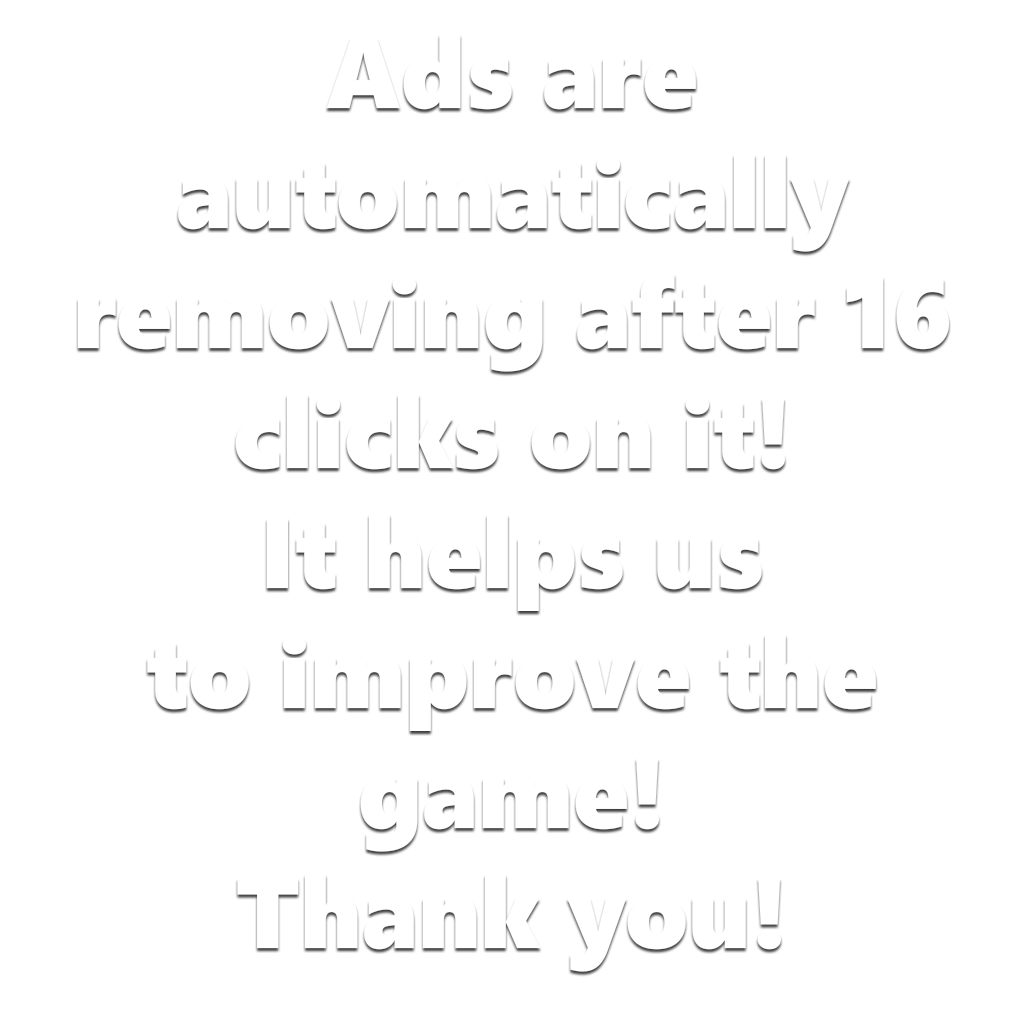 Ads are
automatically
removing after 16
clicks on it!
It helps us
to improve the
game!
Thank you!